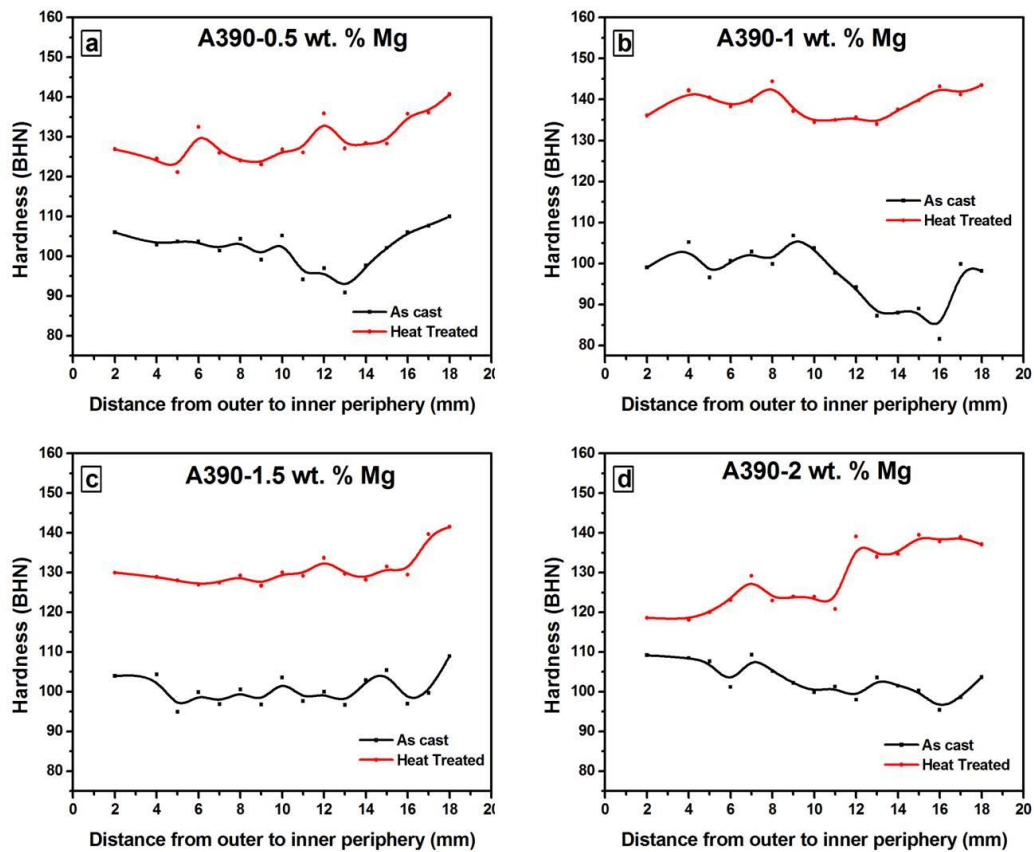 a
A390-0.5 wt. % Mg
160
150
140
130
120
110
100
90
80
Hardness (BHN)
As cast
Heat Treated
0 2 4 6 8 10 12 14 16 18 20
Distance from outer to inner periphery (mm)
b
A390-1 wt. % Mg
160
150
140
130
120
110
100
90
80
Hardness (BHN)
As cast
Heat Treated
0 2 4 6 8 10 12 14 16 18 20
Distance from outer to inner periphery (mm)
c
A390-1.5 wt. % Mg
160
150
140
130
120
110
100
90
80
Hardness (BHN)
As cast
Heat Treated
0 2 4 6 8 10 12 14 16 18 20
Distance from outer to inner periphery (mm)
d
A390-2 wt. % Mg
160
150
140
130
120
110
100
90
80
Hardness (BHN)
As cast
Heat Treated
0 2 4 6 8 10 12 14 16 18 20
Distance from outer to inner periphery (mm)